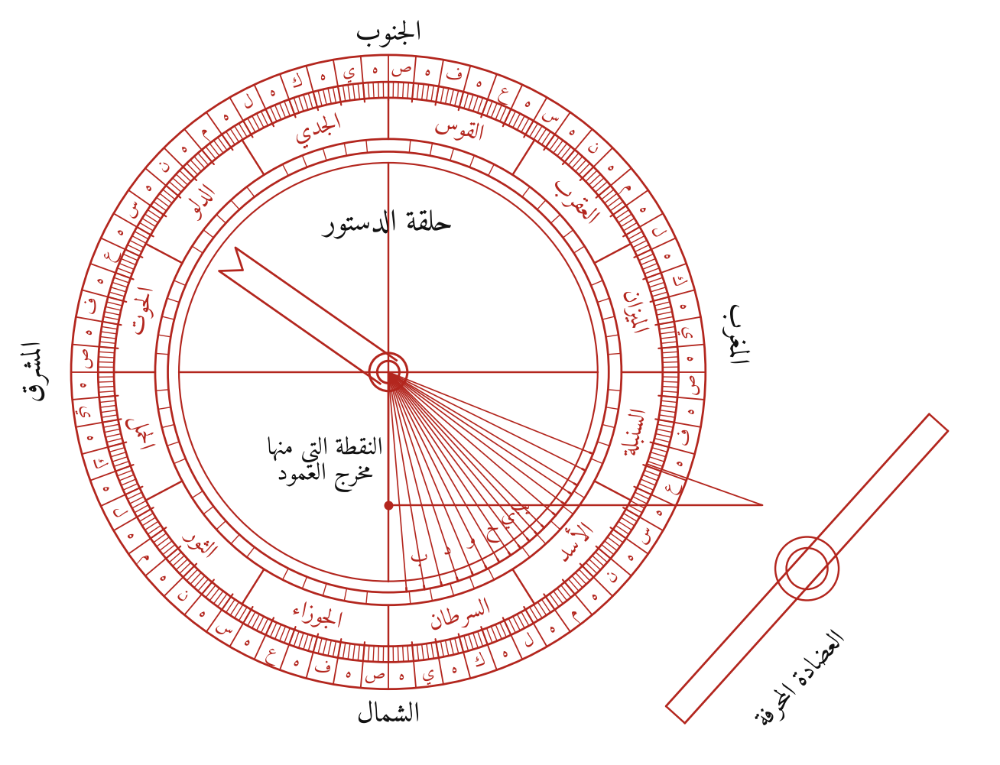 الجنوب
ه ي ه ك ه ل ه م ه ن ه س ه ع ه ف ه ص
ه ي ه ك ه ل ه م ه ن ه س ه ع ه ف ه ص
ه ي ه ك ه ل ه م ه ن ه س ه ع ه ف ه ص
ه ي ه ك ه ل ه م ه ن ه س ه ع ه ف ه ص
القوس
الجدي
العقرب
الدلو
الميزان
الحوت
السنبلة
الحمل
الأسد
الثور
السرطان
الجوزاء
حلقة الدستور
المغرب
المشرق
النقطة التي منها
مخرج العمود
ب د و ح ي
الشمال
العضادة المحرفة